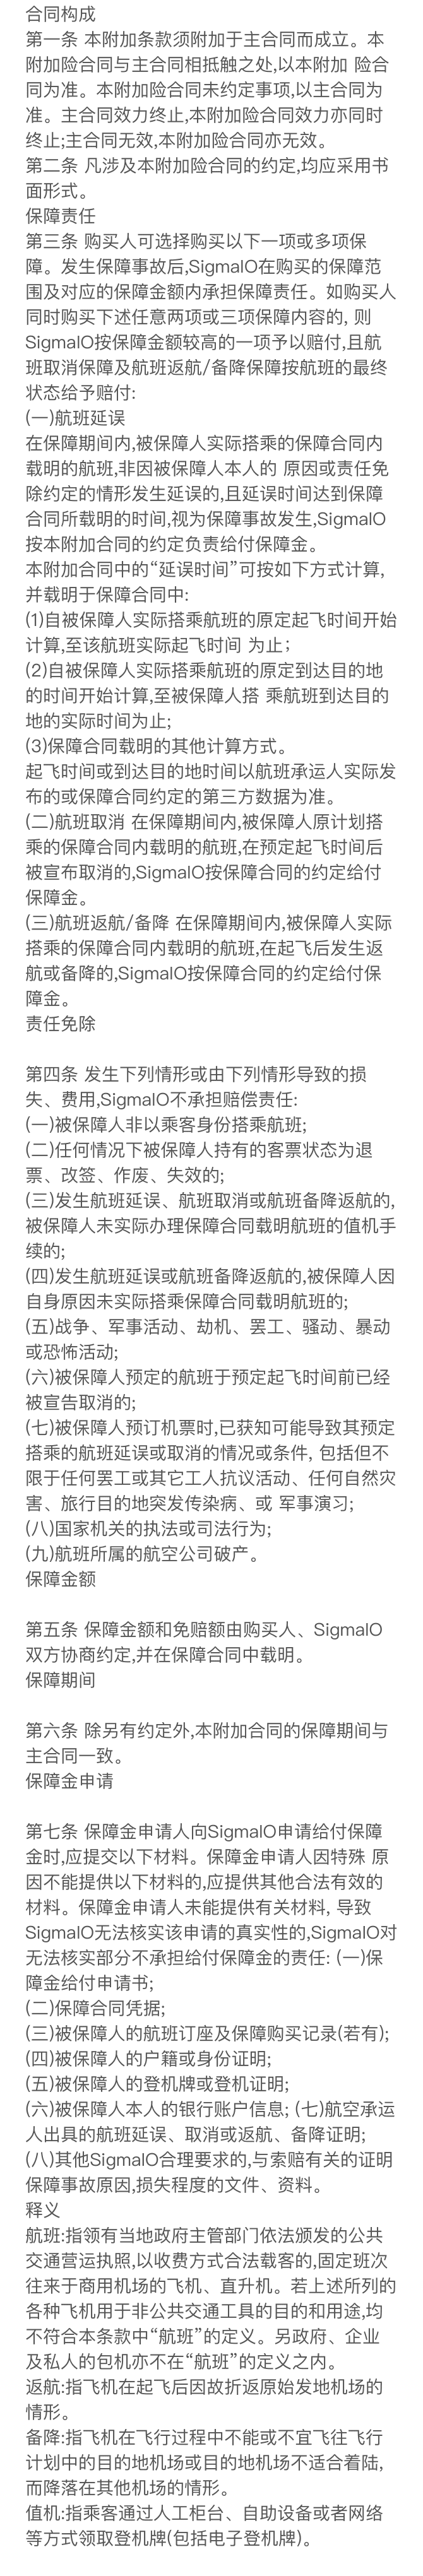 合同构成
第一条 本附加条款须附加于主合同而成立。本
附加险合同与主合同相抵触之处,以本附加 险合
同为准。本附加险合同未约定事项,以主合同为
准。主合同效力终止,本附加险合同效力亦同时
终止;主合同无效,本附加险合同亦无效。
第二条 凡涉及本附加险合同的约定,均应采用书
面形式。
保障责任
第三条 购买人可选择购买以下一项或多项保
障。发生保障事故后,SigmaIO在购买的保障范
围及对应的保障金额内承担保障责任。如购买人
同时购买下述任意两项或三项保障内容的, 则
SigmaIO按保障金额较高的一项予以赔付,且航
班取消保障及航班返航/备降保障按航班的最终
状态给予赔付:
(一)航班延误
在保障期间内,被保障人实际搭乘的保障合同内
载明的航班,非因被保障人本人的 原因或责任免
除约定的情形发生延误的,且延误时间达到保障
合同所载明的时间,视为保障事故发生,SigmaIO
按本附加合同的约定负责给付保障金。
本附加合同中的“延误时间”可按如下方式计算,
并载明于保障合同中:
(1)自被保障人实际搭乘航班的原定起飞时间开始
计算,至该航班实际起飞时间 为止;
(2)自被保障人实际搭乘航班的原定到达目的地
的时间开始计算,至被保障人搭 乘航班到达目的
地的实际时间为止;
(3)保障合同载明的其他计算方式。
起飞时间或到达目的地时间以航班承运人实际发
布的或保障合同约定的第三方数据为准。
(二)航班取消 在保障期间内,被保障人原计划搭
乘的保障合同内载明的航班,在预定起飞时间后
被宣布取消的,SigmaIO按保障合同的约定给付
保障金。
(三)航班返航/备降 在保障期间内,被保障人实际
搭乘的保障合同内载明的航班,在起飞后发生返
航或备降的,SigmaIO按保障合同的约定给付保
障金。
责任免除
第四条 发生下列情形或由下列情形导致的损
失、费用,SigmaIO不承担赔偿责任:
(一)被保障人非以乘客身份搭乘航班;
(二)任何情况下被保障人持有的客票状态为退
票、改签、作废、失效的;
(三)发生航班延误、航班取消或航班备降返航的,
被保障人未实际办理保障合同载明航班的值机手
续的;
(四)发生航班延误或航班备降返航的,被保障人因
自身原因未实际搭乘保障合同载明航班的;
(五)战争、军事活动、劫机、罢工、骚动、暴动
或恐怖活动;
(六)被保障人预定的航班于预定起飞时间前已经
被宣告取消的;
(七)被保障人预订机票时,已获知可能导致其预定
搭乘的航班延误或取消的情况或条件, 包括但不
限于任何罢工或其它工人抗议活动、任何自然灾
害、旅行目的地突发传染病、或 军事演习;
(八)国家机关的执法或司法行为;
(九)航班所属的航空公司破产。
保障金额
第五条 保障金额和免赔额由购买人、SigmaIO
双方协商约定,并在保障合同中载明。
保障期间
第六条 除另有约定外,本附加合同的保障期间与
主合同一致。
保障金申请
第七条 保障金申请人向SigmaIO申请给付保障
金时,应提交以下材料。保障金申请人因特殊 原
因不能提供以下材料的,应提供其他合法有效的
材料。保障金申请人未能提供有关材料, 导致
SigmaIO无法核实该申请的真实性的,SigmaIO对
无法核实部分不承担给付保障金的责任: (一)保
障金给付申请书;
(二)保障合同凭据;
(三)被保障人的航班订座及保障购买记录(若有);
(四)被保障人的户籍或身份证明;
(五)被保障人的登机牌或登机证明;
(六)被保障人本人的银行账户信息; (七)航空承运
人出具的航班延误、取消或返航、备降证明;
(八)其他SigmaIO合理要求的,与索赔有关的证明
保障事故原因,损失程度的文件、资料。
释义
航班:指领有当地政府主管部门依法颁发的公共
交通营运执照,以收费方式合法载客的,固定班次
往来于商用机场的飞机、直升机。若上述所列的
各种飞机用于非公共交通工具的目的和用途,均
不符合本条款中“航班”的定义。另政府、企业
及私人的包机亦不在“航班”的定义之内。
返航:指飞机在起飞后因故折返原始发地机场的
情形。
备降:指飞机在飞行过程中不能或不宜飞往飞行
计划中的目的地机场或目的地机场不适合着陆,
而降落在其他机场的情形。
值机:指乘客通过人工柜台、自助设备或者网络
等方式领取登机牌(包括电子登机牌)。